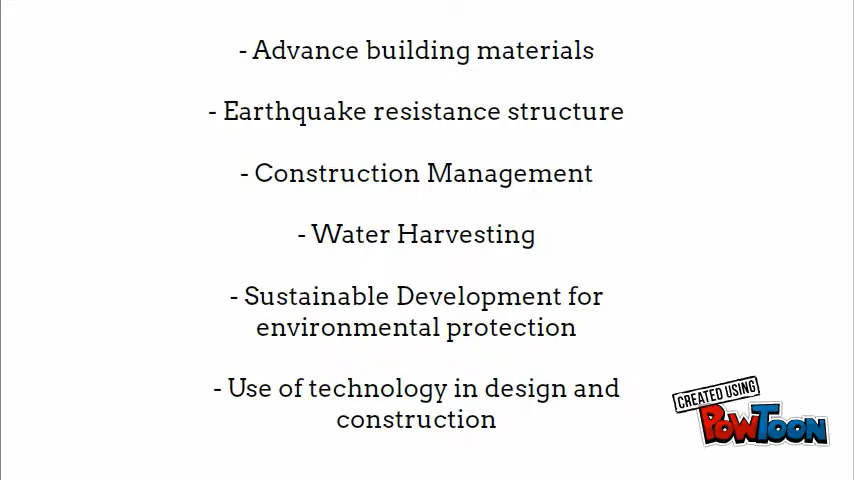 - Advance building materials
- Earthquake resistance structure
- Construction Management
- Water Harvesting
- Sustainable Development for
environmental protection
- Use of technology in design and
construction
CREATED USING
POWTOON